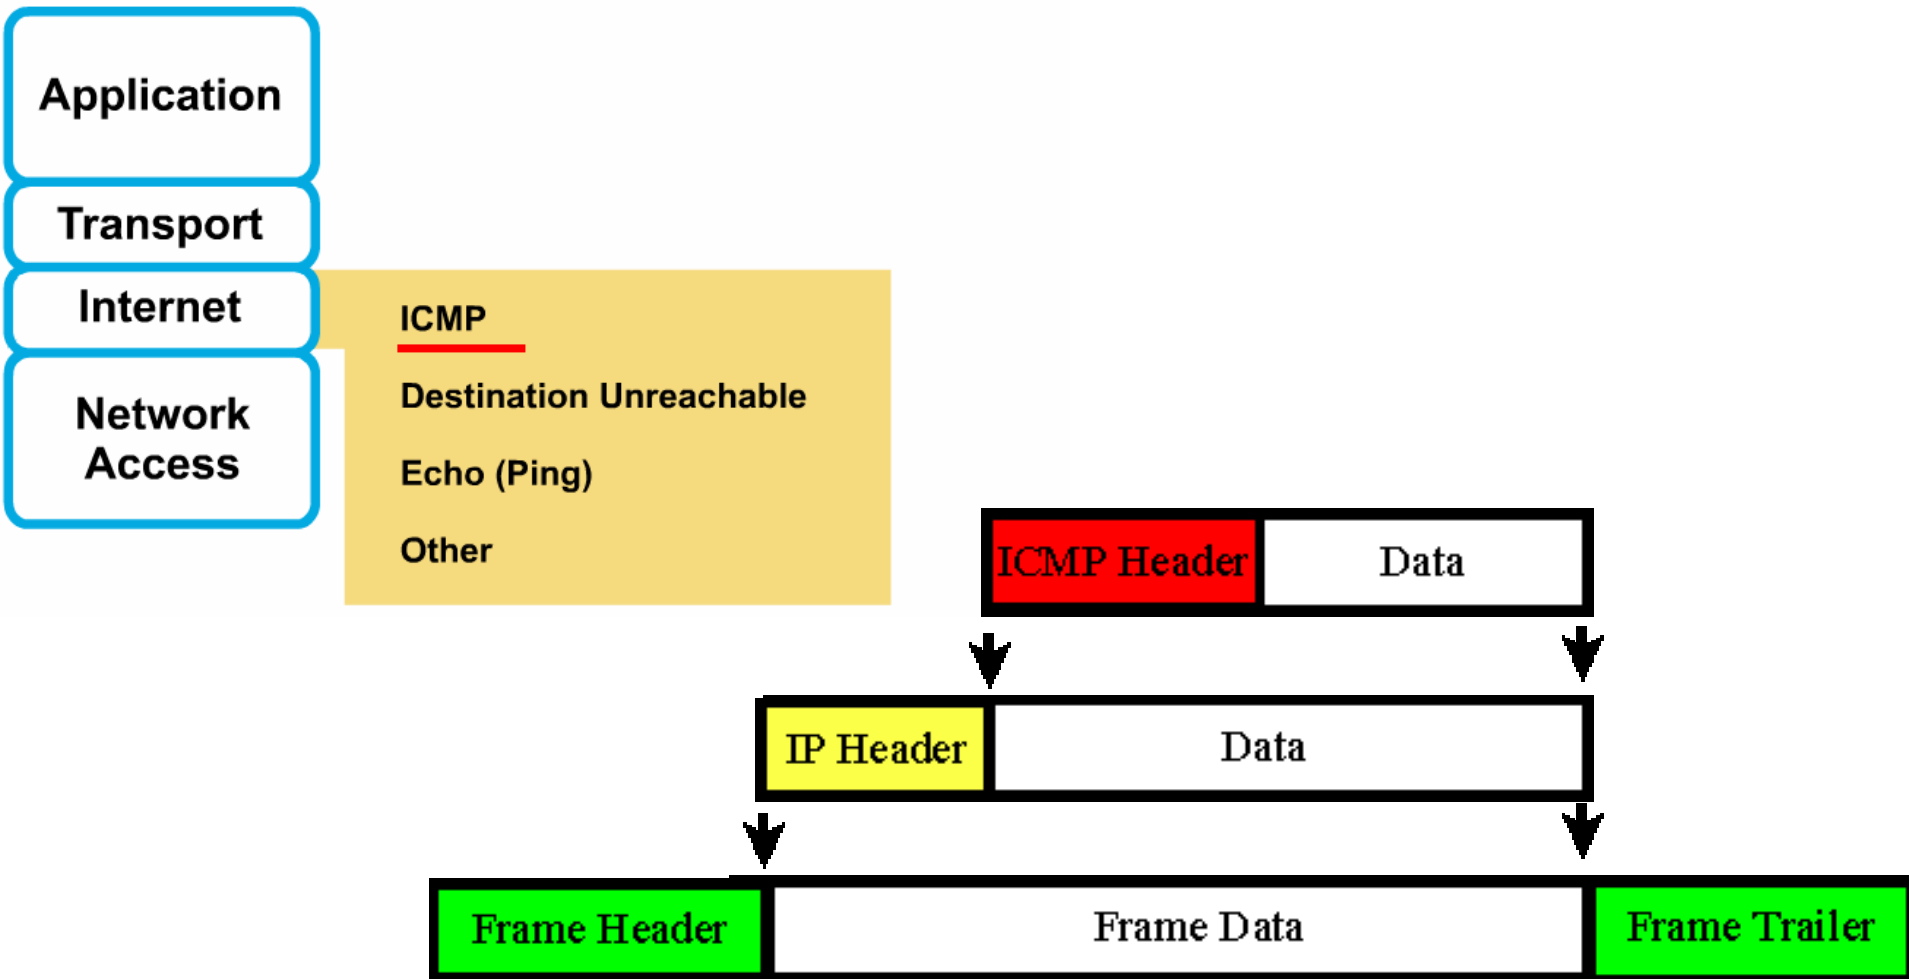 Application
Transport
Internet
Network
Access
ICMP
Destination Unreachable
Echo (Ping)
Other
ICMP Header Data
IP Header Data
Frame Header Frame Data Frame Trailer